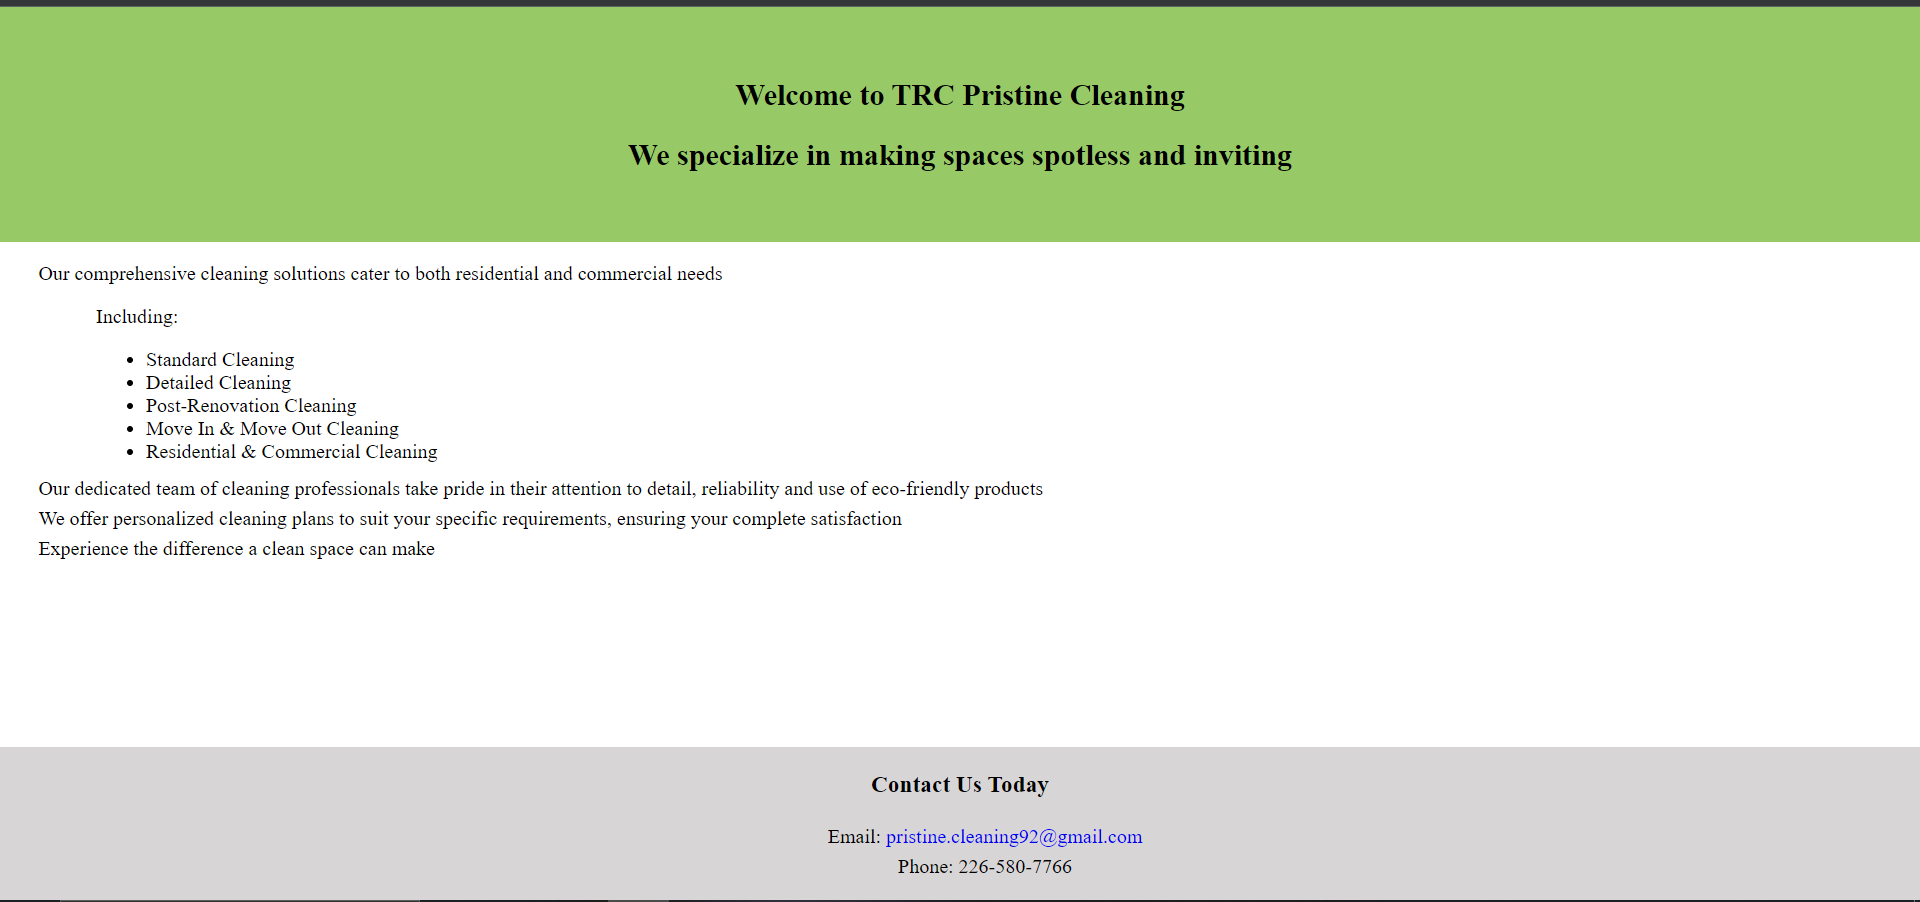 Welcome to TRC Pristine Cleaning
We specialize in making spaces spotless and inviting
Our comprehensive cleaning solutions cater to both residential and commercial needs
Including:
Standard Cleaning
Detailed Cleaning
Post-Renovation Cleaning
Move In & Move Out Cleaning
Residential & Commercial Cleaning
Our dedicated team of cleaning professionals take pride in their attention to detail, reliability and use of eco-friendly products
We offer personalized cleaning plans to suit your specific requirements, ensuring your complete satisfaction
Experience the difference a clean space can make
Contact Us Today
Email: pristine.cleaning92@gmail.com
Phone: 226-580-7766